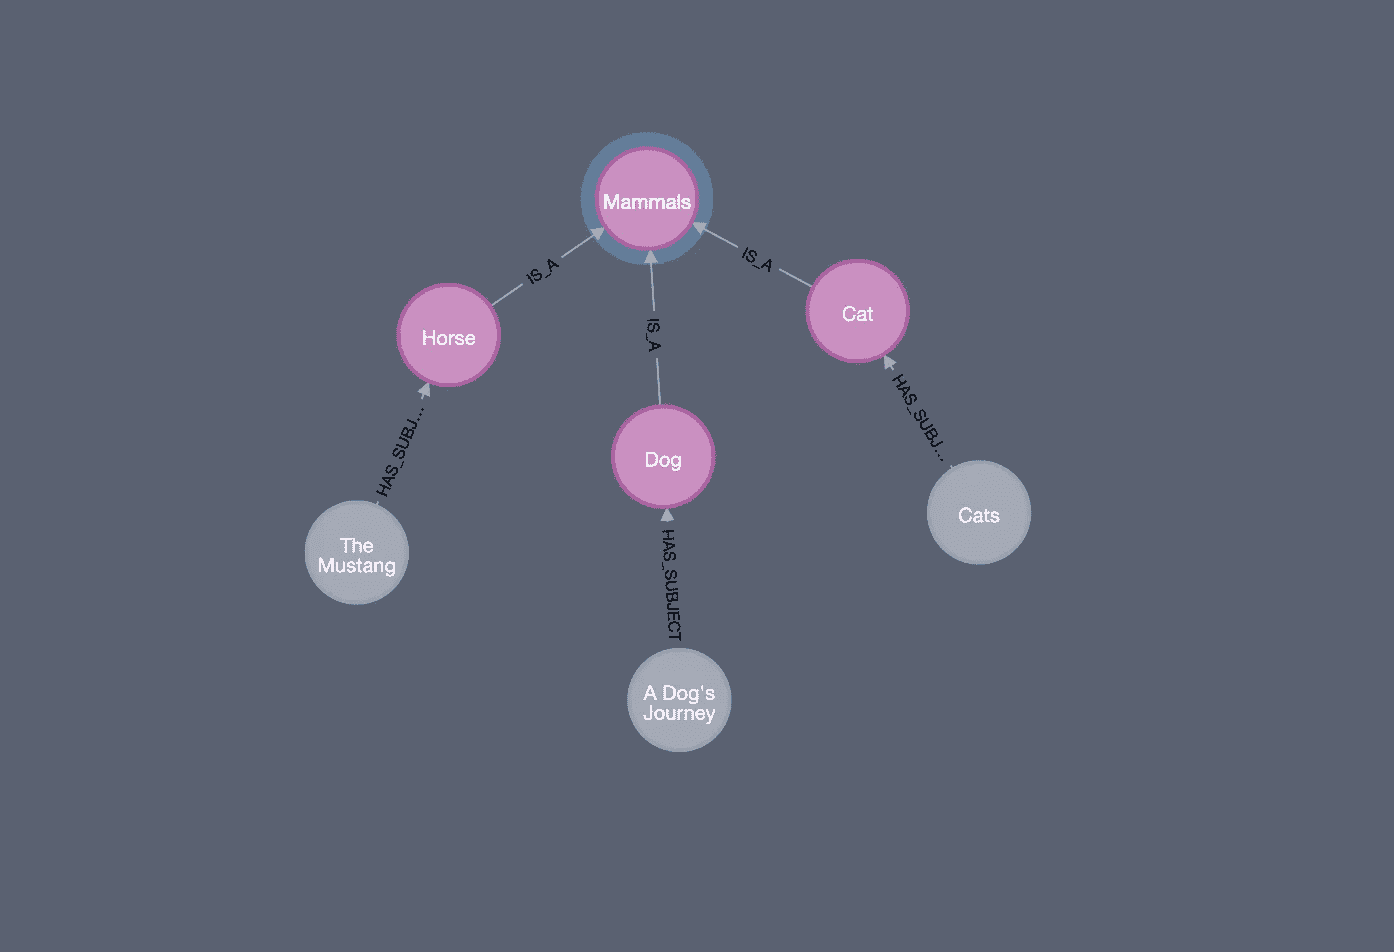 Mammals
IS_A
IS_A
Cat
Horse
IS_A
HAS_SUBJ...
HAS_SUBJ...
Dog
Cats
The
Mustang
HAS_SUBJECT
A Dog's
Journey